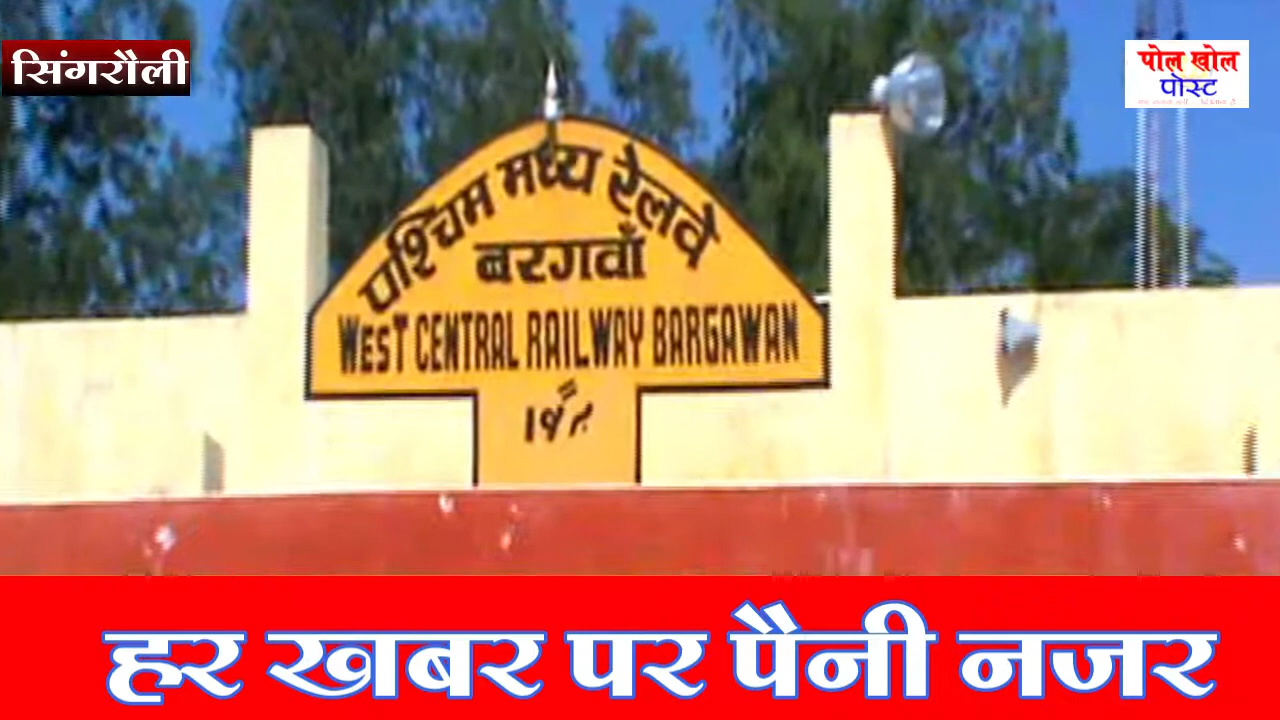 सिंगरौली
पोल खोल
पोस्ट
पश्चिम मध्य रेलवे
बरगवाँ
WEST CENTRAL RAILWAY BARGAWAN
हर खबर पर पैनी नजर